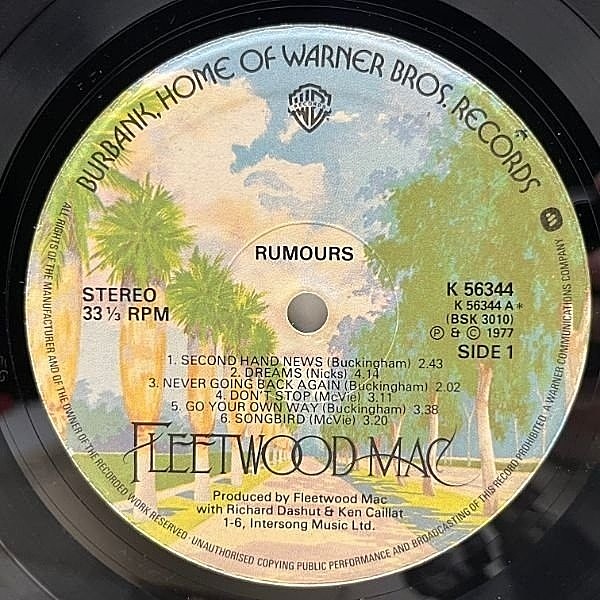 BURBANK, HOME OF WARNER BROS. RECORDS
RUMOURS
STEREO
33 ⅓ RPM
K 56344
K 56344 A*
(BSK 3010)
Ⓟ & © 1977
SIDE 1
1. SECOND HAND NEWS (Buckingham) 2.43
2. DREAMS (Nicks) 4.14
3. NEVER GOING BACK AGAIN (Buckingham) 2.02
4. DON'T STOP (McVie) 3.11
5. GO YOUR OWN WAY (Buckingham) 3.38
6. SONGBIRD (McVie) 3.20
FLEETWOOD MAC
Produced by Fleetwood Mac
with Richard Dashut & Ken Caillat
1-6, Intersong Music Ltd.
ALL RIGHTS OF THE MANUFACTURER AND OF THE OWNER OF THE RECORDED WORK RESERVED · UNAUTHORISED COPYING PUBLIC PERFORMANCE AND BROADCASTING OF THIS RECORD PROHIBITED. A WARNER COMMUNICATIONS COMPANY